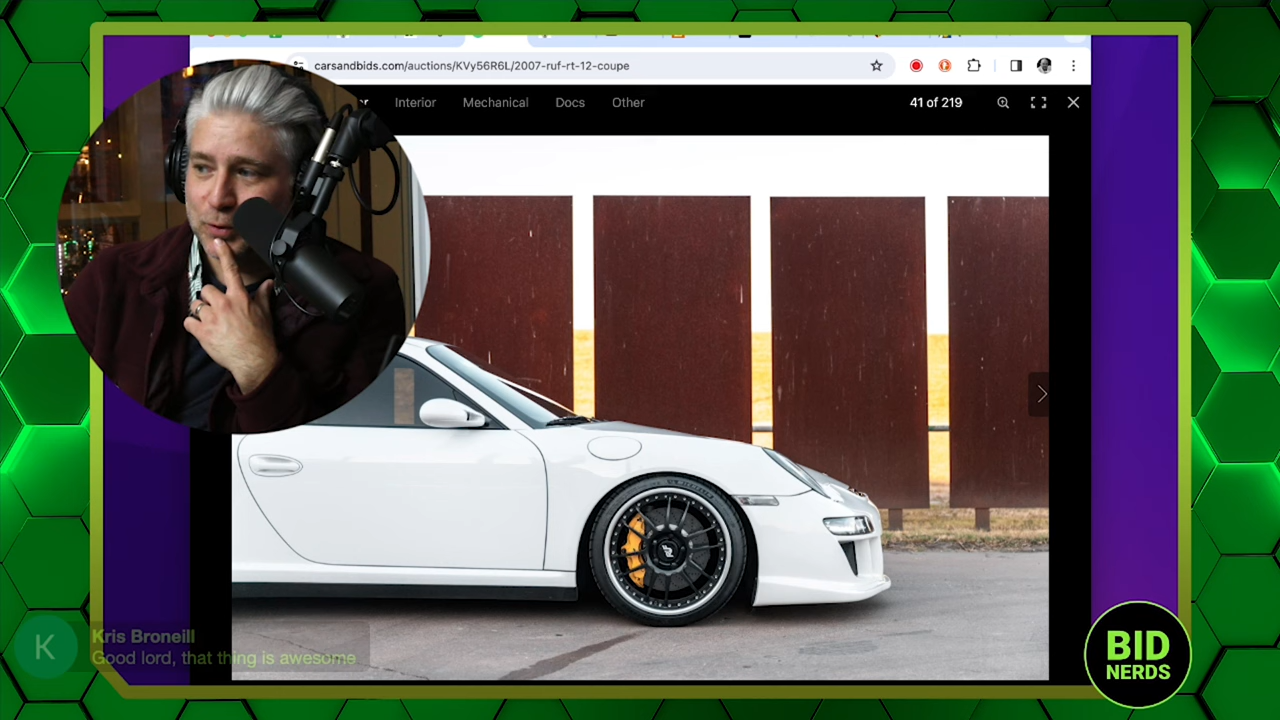 carsandbids.com/auctions/KVy56R6L/2007-ruf-rt-12-coupe
Interior Mechanical Docs Other 41 of 219
Kris Broneill
K
Good lord, that thing is awesome
BID
NERDS